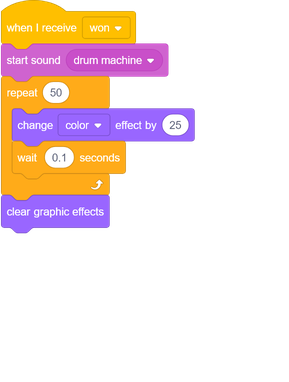 when I receive won
start sound drum machine
repeat 50
change color effect by 25
wait 0.1 seconds
clear graphic effects